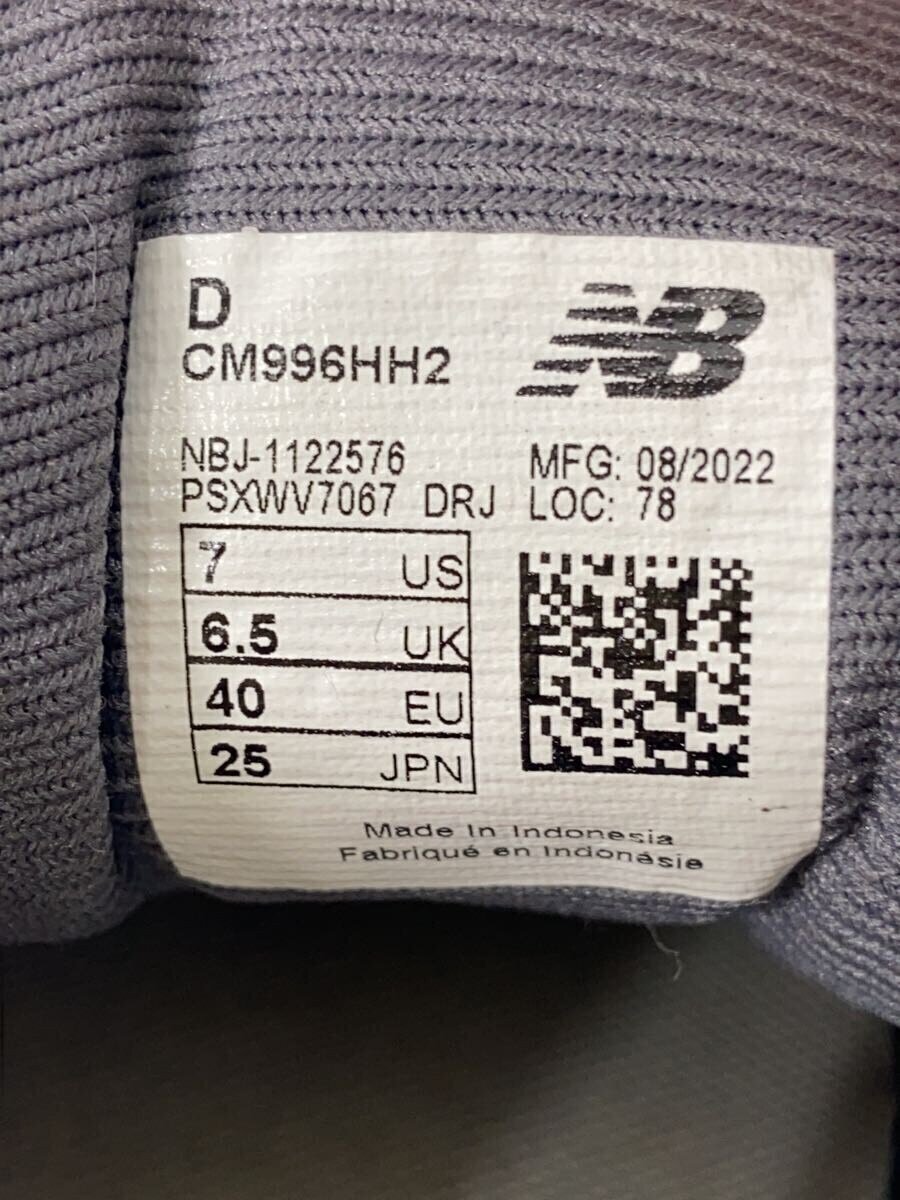 D
NB
CM996HH2
NBJ-1122576 MFG: 08/2022
PSXWV7067 DRJ LOC: 78
7 US
6.5 UK
40 EU
25 JPN
Made In Indonesia
Fabriqué en Indonésie